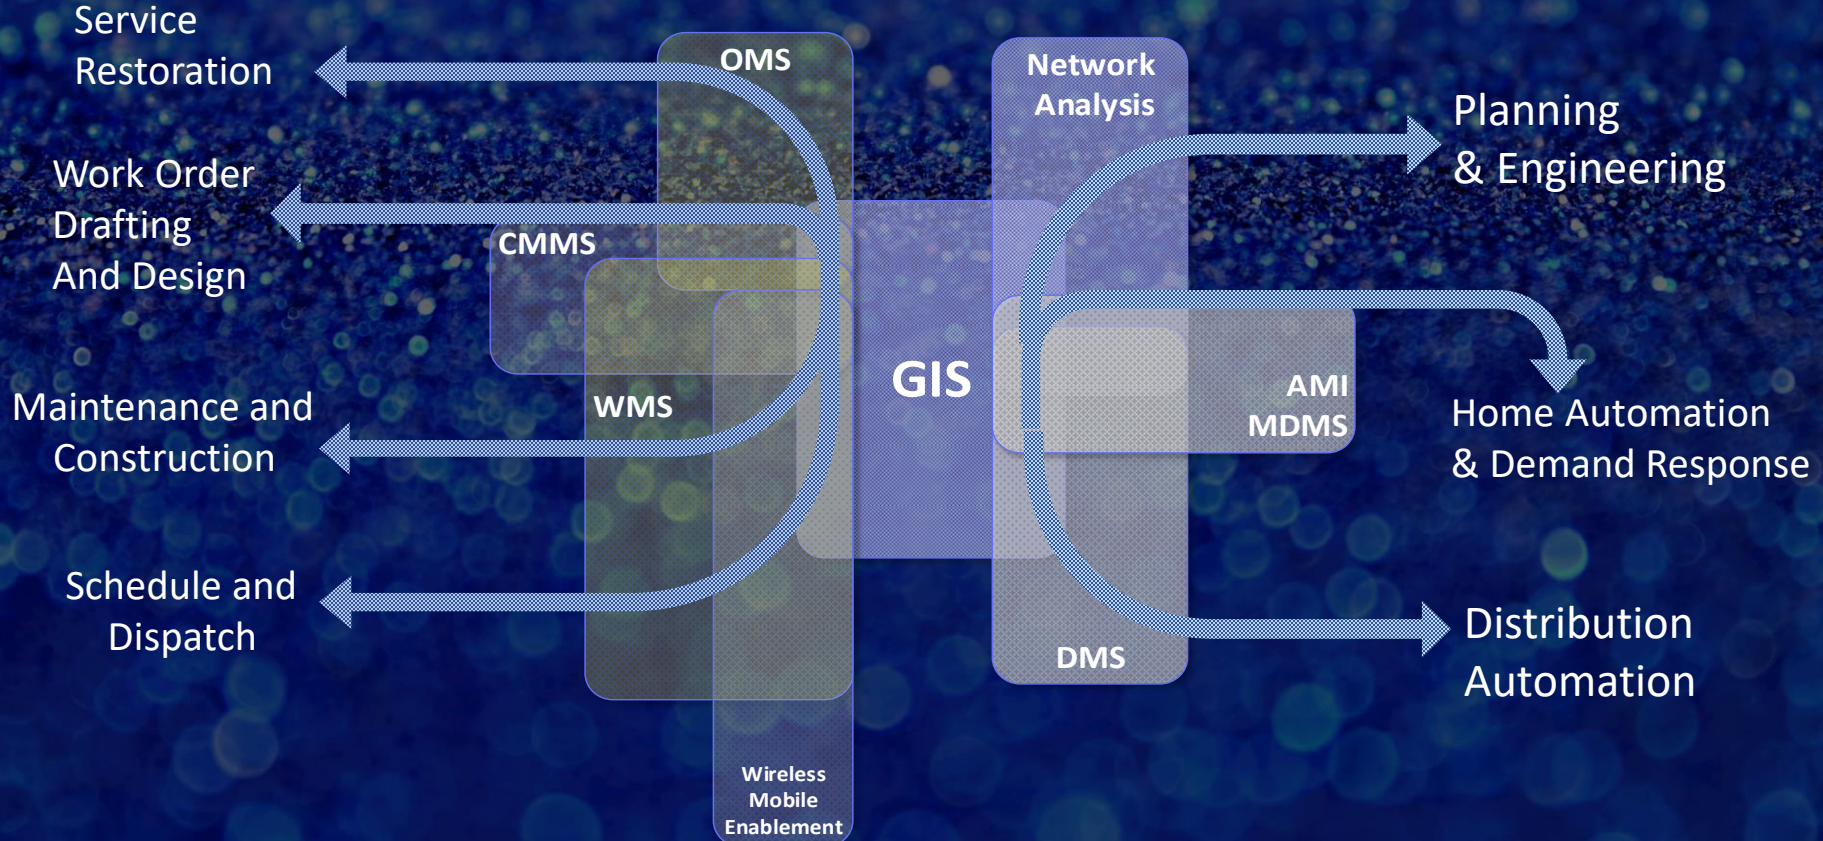 Service
Restoration
Work Order
Drafting
And Design
Maintenance and
Construction
Schedule and
Dispatch
OMS
CMMS
WMS
Wireless
Mobile
Enablement
GIS
Network
Analysis
AMI
MDMS
DMS
Planning
& Engineering
Home Automation
& Demand Response
Distribution
Automation